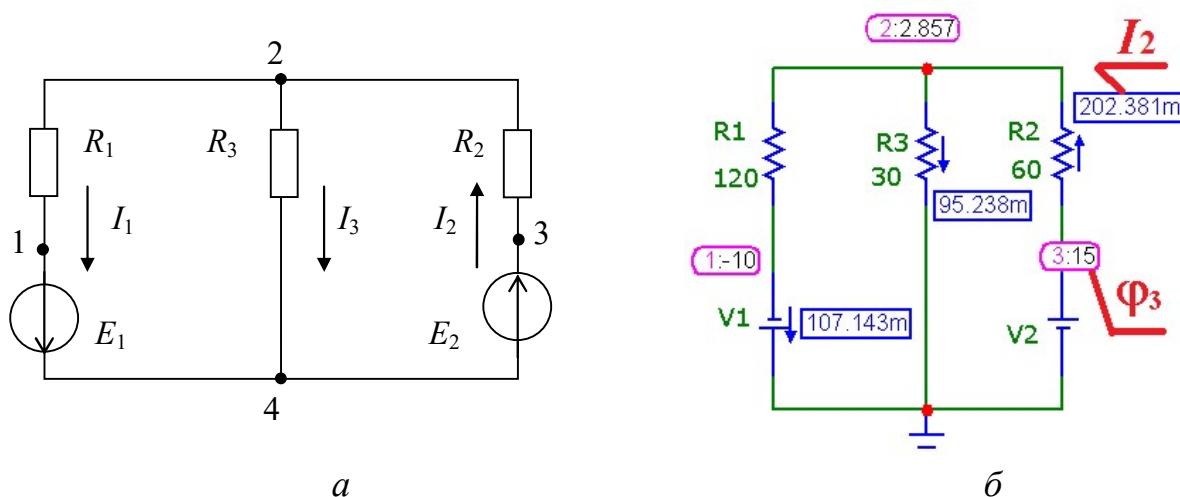 2
R1
R3
R2
I1
I3
I2
1
3
E1
E2
4
а
2:2.857
I2
202.381m
R1
120
R3
30
R2
60
95.238m
1:-10
3:15
φ3
V1
107.143m
V2
б